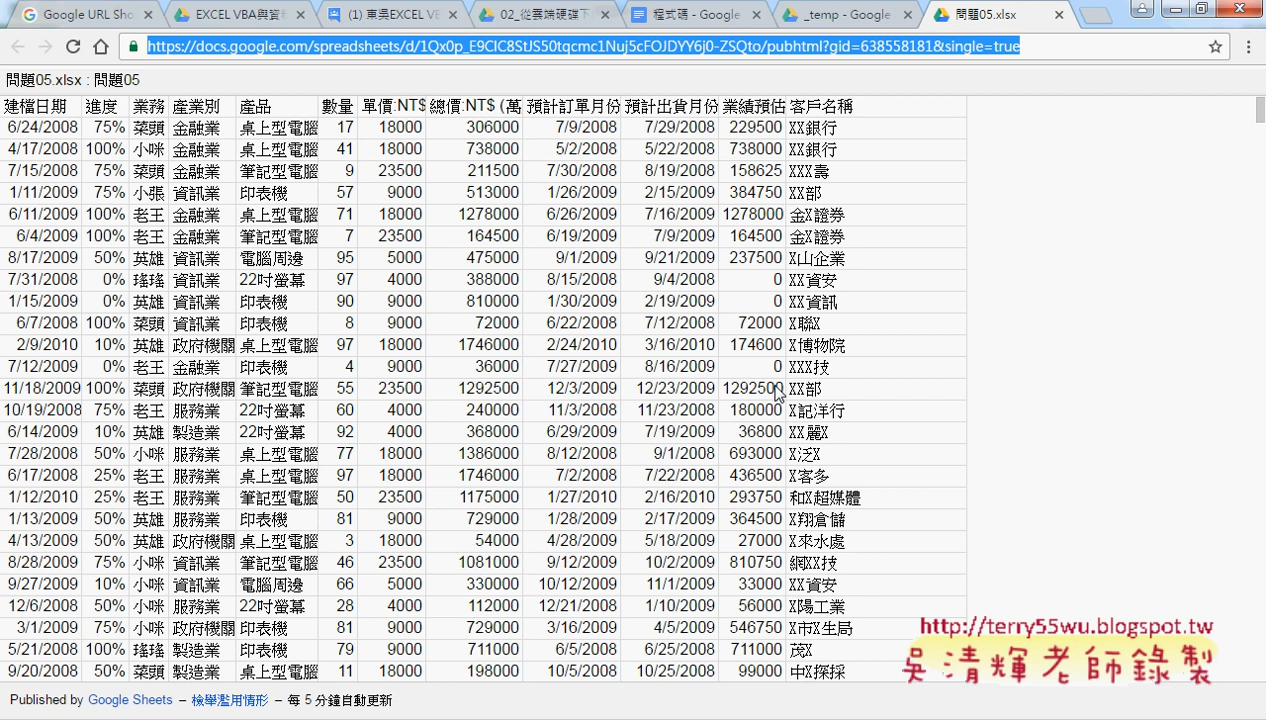 Google URL Sho
EXCEL VBA與資料
(1) 東吳EXCEL VB
02_從雲端硬碟下
程式碼 - Google
_temp - Google
問題05.xlsx
https://docs.google.com/spreadsheets/d/1Qx0p_E9ClC8StJS50tqcmc1Nuj5cFOJDYY6j0-ZSQto/pubhtml?gid=638558181&single=true
問題05.xlsx : 問題05
建檔日期 進度 業務 產業別 產品 數量 單價:NT$ 總價:NT$ (萬 預計訂單月份 預計出貨月份 業績預估 客戶名稱
6/24/2008 75% 菜頭 金融業 桌上型電腦 17 18000 306000 7/9/2008 7/29/2008 229500 XX銀行
4/17/2008 100% 小咪 金融業 桌上型電腦 41 18000 738000 5/2/2008 5/22/2008 738000 XX銀行
7/15/2008 75% 菜頭 金融業 筆記型電腦 9 23500 211500 7/30/2008 8/19/2008 158625 XXX壽
1/11/2009 75% 小張 資訊業 印表機 57 9000 513000 1/26/2009 2/15/2009 384750 XX部
6/11/2009 100% 老王 金融業 桌上型電腦 71 18000 1278000 6/26/2009 7/16/2009 1278000 金X證券
6/4/2009 100% 老王 金融業 筆記型電腦 7 23500 164500 6/19/2009 7/9/2009 164500 金X證券
8/17/2009 50% 英雄 資訊業 電腦周邊 95 5000 475000 9/1/2009 9/21/2009 237500 X山企業
7/31/2008 0% 瑤瑤 資訊業 22吋螢幕 97 4000 388000 8/15/2008 9/4/2008 0 XX資安
1/15/2009 0% 英雄 資訊業 印表機 90 9000 810000 1/30/2009 2/19/2009 0 XX資訊
6/7/2008 100% 菜頭 資訊業 印表機 8 9000 72000 6/22/2008 7/12/2008 72000 X聯X
2/9/2010 10% 英雄 政府機關 桌上型電腦 97 18000 1746000 2/24/2010 3/16/2010 174600 X博物院
7/12/2009 0% 老王 金融業 印表機 4 9000 36000 7/27/2009 8/16/2009 0 XXX技
11/18/2009 100% 菜頭 政府機關 筆記型電腦 55 23500 1292500 12/3/2009 12/23/2009 1292500 XX部
10/19/2008 75% 老王 服務業 22吋螢幕 60 4000 240000 11/3/2008 11/23/2008 180000 X記洋行
6/14/2009 10% 英雄 製造業 22吋螢幕 92 4000 368000 6/29/2009 7/19/2009 36800 XX麗X
7/28/2008 50% 小咪 服務業 桌上型電腦 77 18000 1386000 8/12/2008 9/1/2008 693000 X泛X
6/17/2008 25% 老王 服務業 桌上型電腦 97 18000 1746000 7/2/2008 7/22/2008 436500 X客多
1/12/2010 25% 老王 服務業 筆記型電腦 50 23500 1175000 1/27/2010 2/16/2010 293750 和X超媒體
1/13/2009 50% 英雄 服務業 印表機 81 9000 729000 1/28/2009 2/17/2009 364500 X翔倉儲
4/13/2009 50% 英雄 政府機關 桌上型電腦 3 18000 54000 4/28/2009 5/18/2009 27000 X來水處
8/28/2009 75% 小咪 資訊業 筆記型電腦 46 23500 1081000 9/12/2009 10/2/2009 810750 網XX技
9/27/2009 10% 小咪 資訊業 電腦周邊 66 5000 330000 10/12/2009 11/1/2009 33000 XX資安
12/6/2008 50% 小咪 服務業 22吋螢幕 28 4000 112000 12/21/2008 1/10/2009 56000 X陽工業
3/1/2009 75% 小咪 政府機關 印表機 81 9000 729000 3/16/2009 4/5/2009 546750 X市X生局
5/21/2008 100% 瑤瑤 製造業 印表機 79 9000 711000 6/5/2008 6/25/2008 711000 茂X
9/20/2008 50% 菜頭 製造業 桌上型電腦 11 18000 198000 10/5/2008 10/25/2008 99000 中X探採
http://terry55wu.blogspot.tw
吳清輝老師錄製
Published by Google Sheets – 檢舉濫用情形 – 每 5 分鐘自動更新